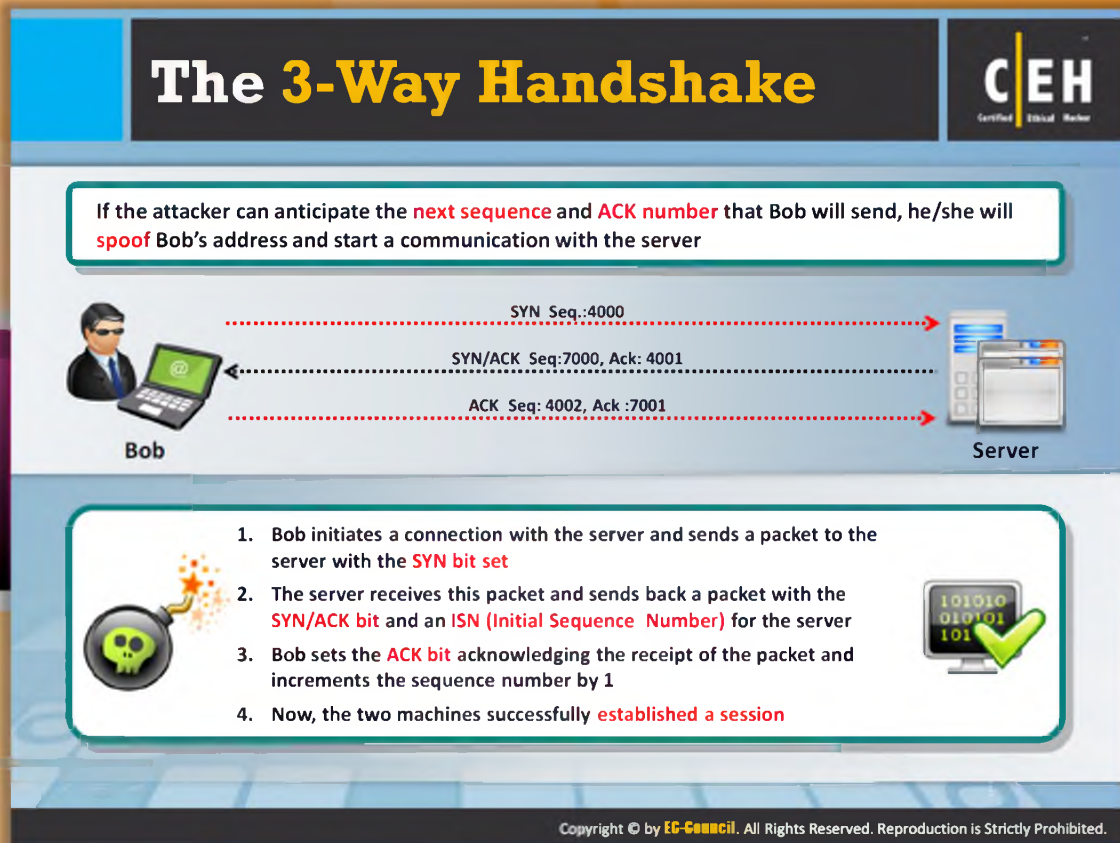 The 3-Way Handshake
C|EH
Certified Ethical Hacker
If the attacker can anticipate the next sequence and ACK number that Bob will send, he/she will
spoof Bob's address and start a communication with the server
SYN Seq.:4000
SYN/ACK Seq:7000, Ack: 4001
ACK Seq: 4002, Ack :7001
@
Bob
Server
1. Bob initiates a connection with the server and sends a packet to the
server with the SYN bit set
2. The server receives this packet and sends back a packet with the
SYN/ACK bit and an ISN (Initial Sequence Number) for the server
3. Bob sets the ACK bit acknowledging the receipt of the packet and
increments the sequence number by 1
4. Now, the two machines successfully established a session
101010
010101
101
Copyright © by EC-Council. All Rights Reserved. Reproduction is Strictly Prohibited.